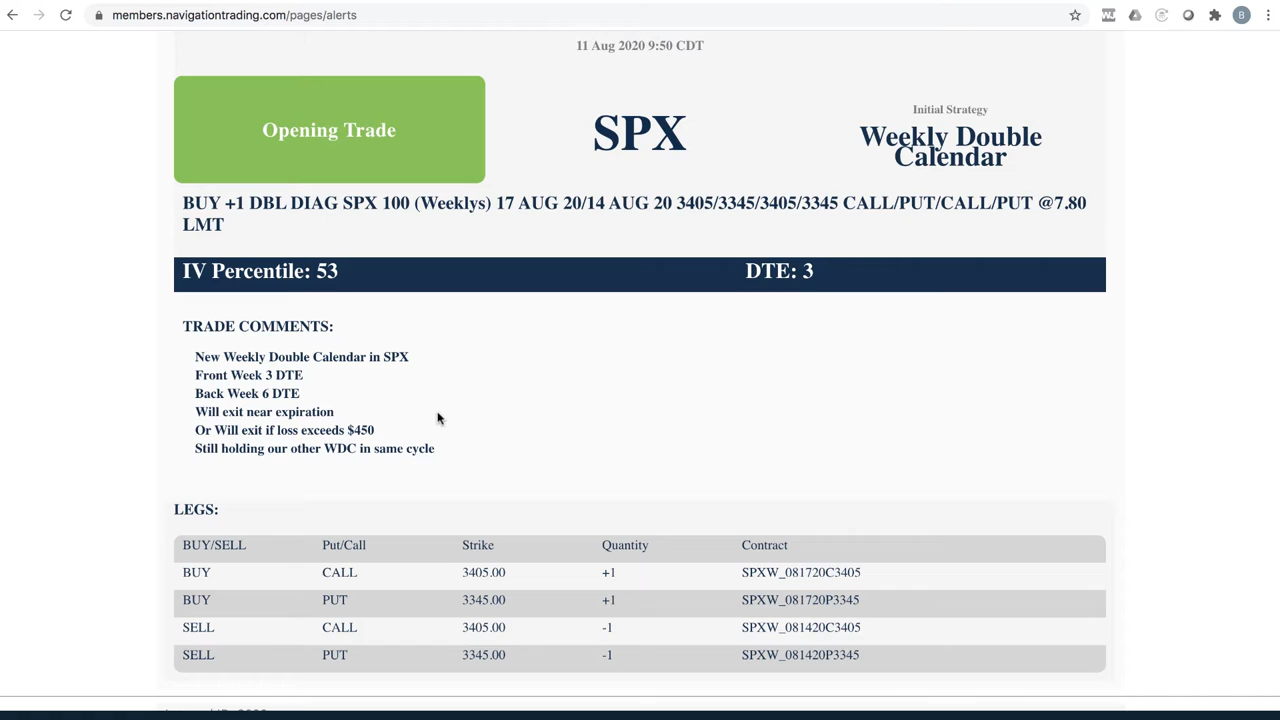 members.navigationtrading.com/pages/alerts
B
11 Aug 2020 9:50 CDT
Opening Trade
SPX
Initial Strategy
Weekly Double
Calendar
BUY +1 DBL DIAG SPX 100 (Weeklys) 17 AUG 20/14 AUG 20 3405/3345/3405/3345 CALL/PUT/CALL/PUT @7.80
LMT
IV Percentile: 53 DTE: 3
TRADE COMMENTS:
New Weekly Double Calendar in SPX
Front Week 3 DTE
Back Week 6 DTE
Will exit near expiration
Or Will exit if loss exceeds $450
Still holding our other WDC in same cycle
LEGS:
BUY/SELL Put/Call Strike Quantity Contract
BUY CALL 3405.00 +1 SPXW_081720C3405
BUY PUT 3345.00 +1 SPXW_081720P3345
SELL CALL 3405.00 -1 SPXW_081420C3405
SELL PUT 3345.00 -1 SPXW_081420P3345